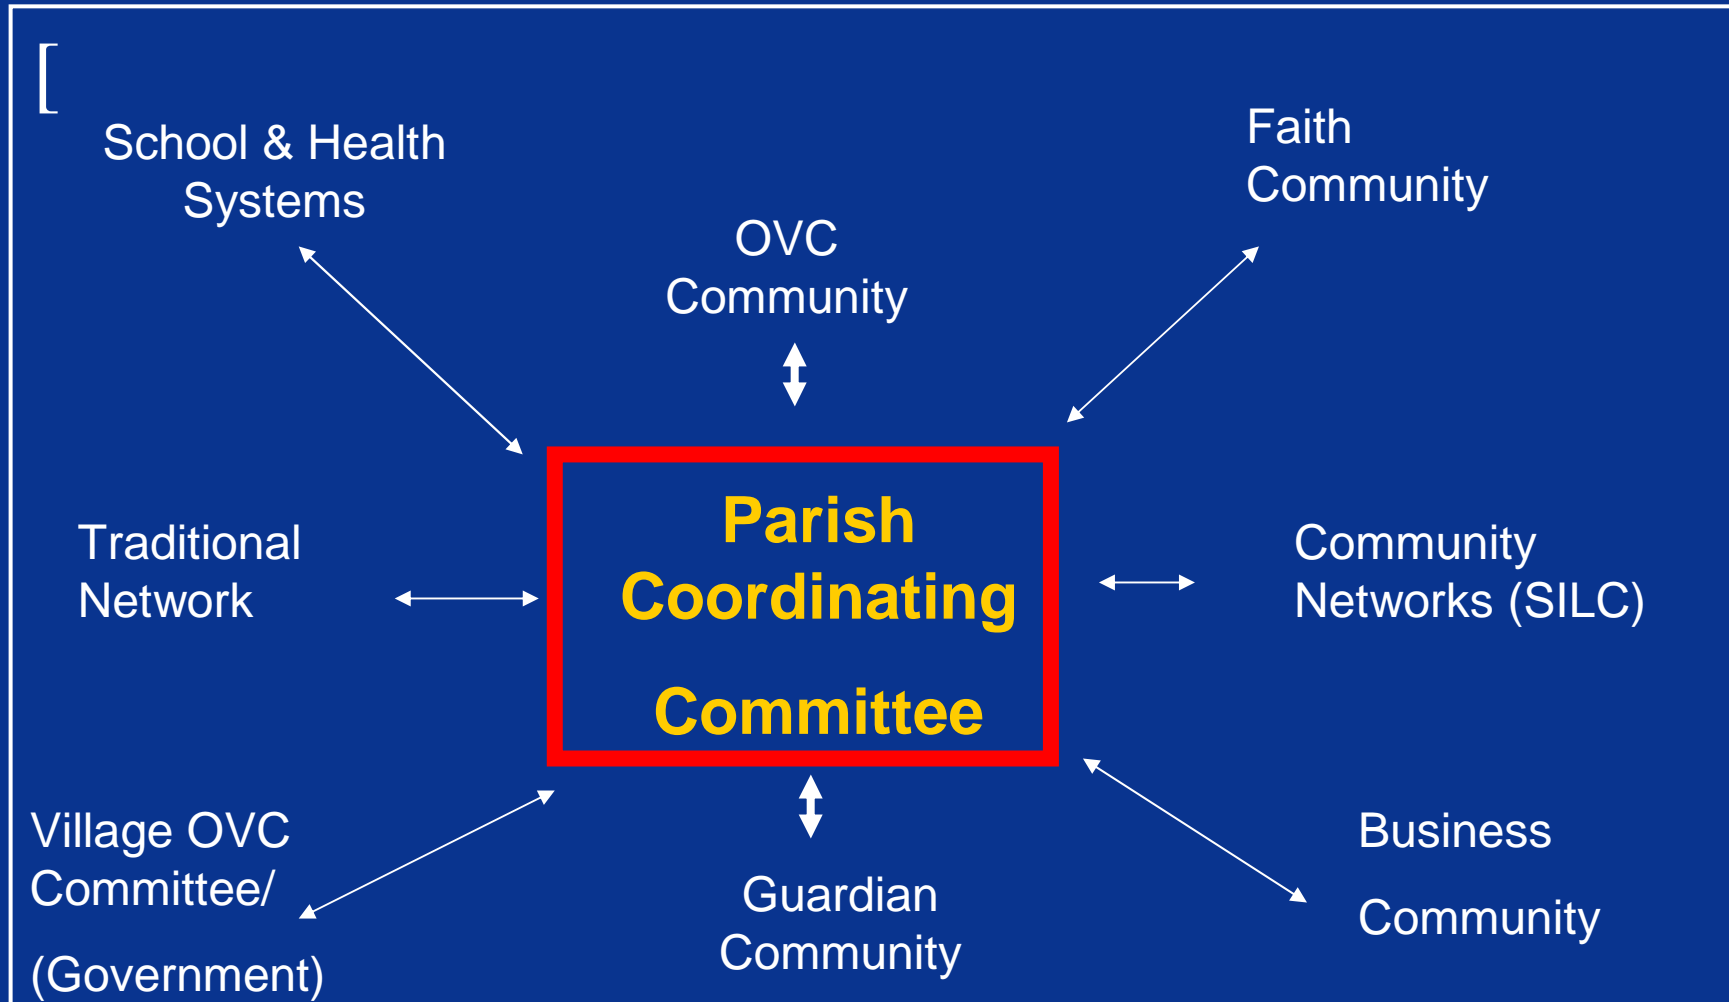 [
School & Health
Systems
Faith
Community
OVC
Community
Traditional
Network
Parish
Coordinating
Committee
Community
Networks (SILC)
Village OVC
Committee/
(Government)
Guardian
Community
Business
Community